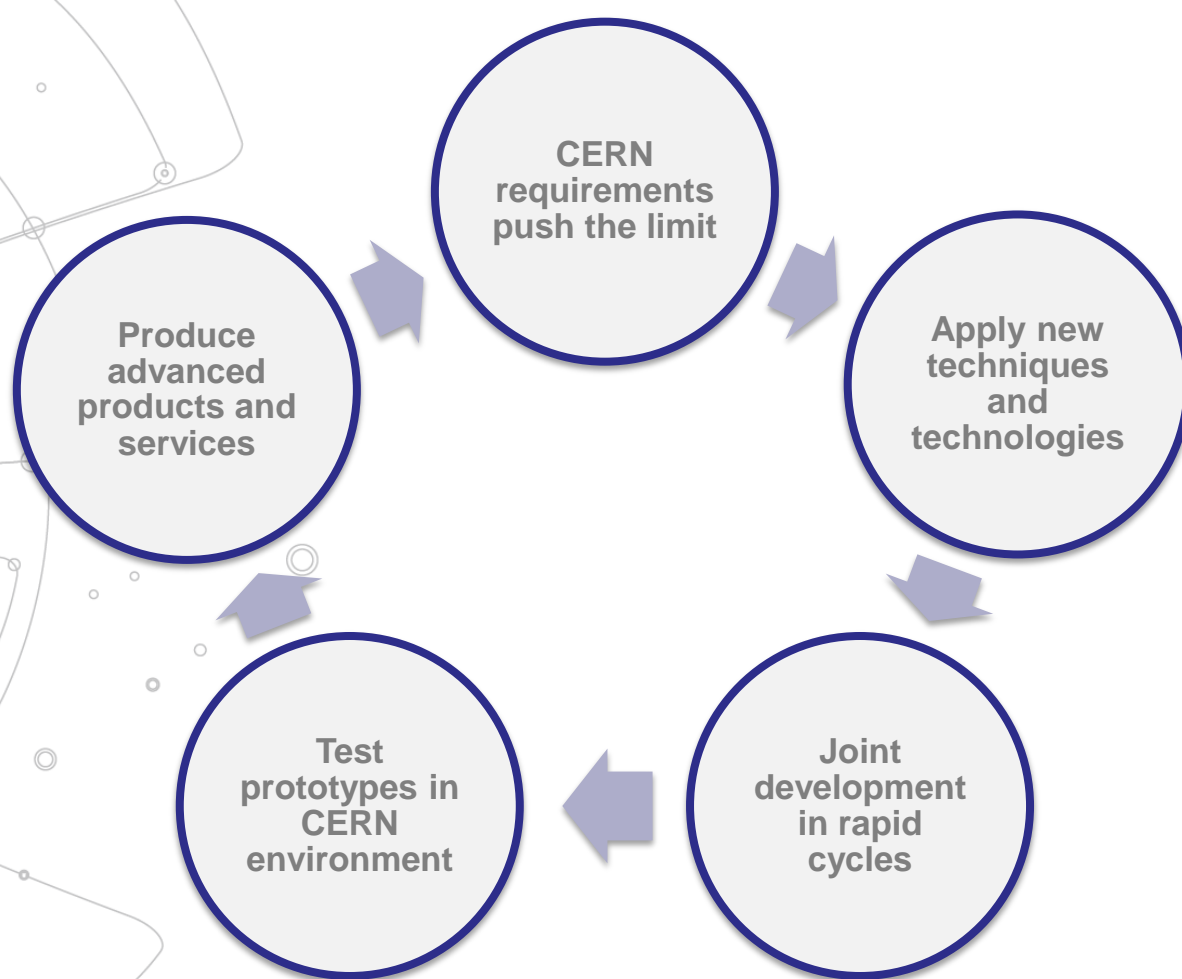 CERN
requirements
push the limit
Apply new
techniques
and
technologies
Joint
development
in rapid
cycles
Test
prototypes in
CERN
environment
Produce
advanced
products and
services